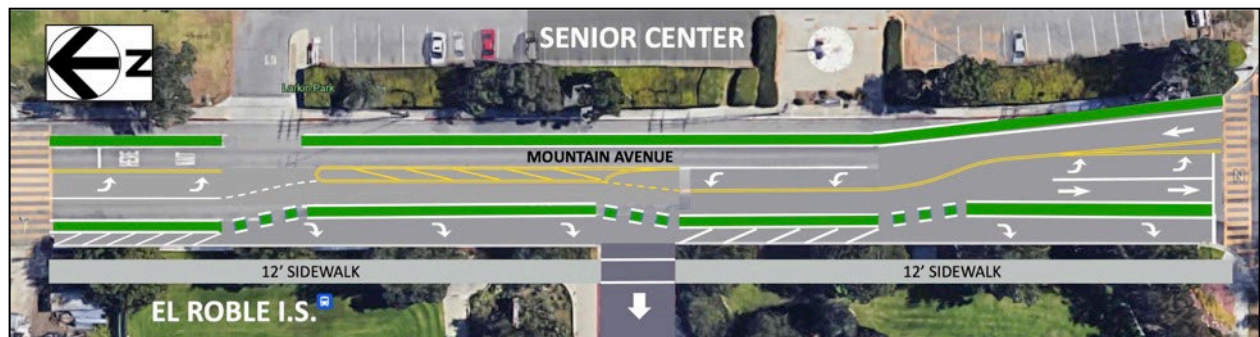 N
SENIOR CENTER
Larkin Park
MOUNTAIN AVENUE
12' SIDEWALK
12' SIDEWALK
EL ROBLE I.S.